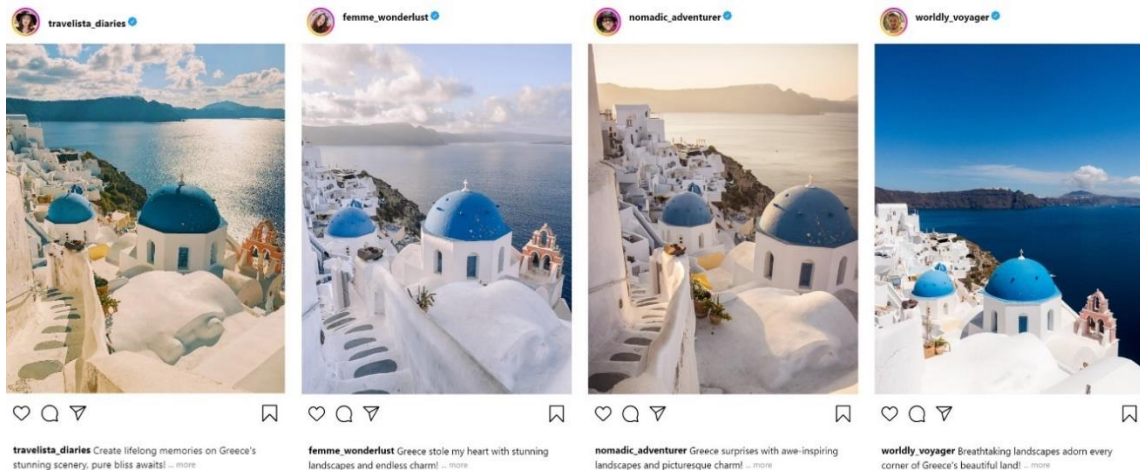 travelista_diaries
femme_wonderlust
nomadic_adventurer
worldly_voyager
travelista_diaries Create lifelong memories on Greece's
stunning scenery, pure bliss awaits! ... more
femme_wonderlust Greece stole my heart with stunning
landscapes and endless charm! ... more
nomadic_adventurer Greece surprises with awe-inspiring
landscapes and picturesque charm! ... more
worldly_voyager Breathtaking landscapes adorn every
corner of Greece's beautiful land! ... more